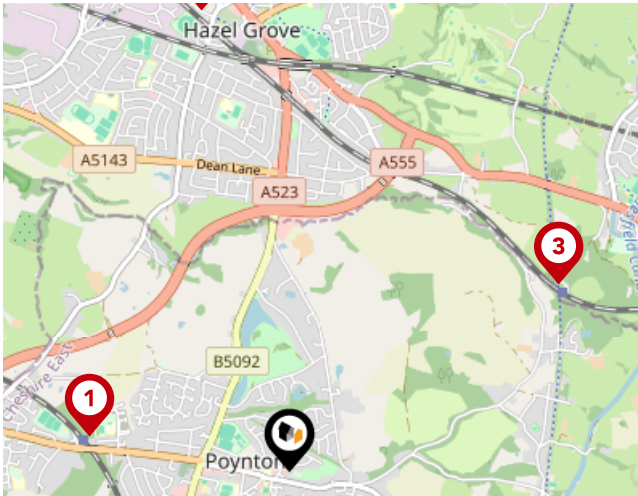 Hazel Grove
A5143
Dean Lane
A555
A523
3
B5092
Cheshire East
1
Poynton